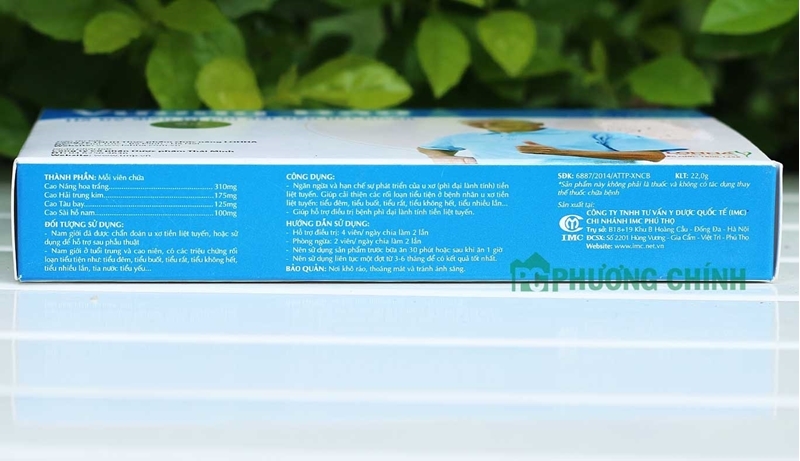 THÀNH PHẦN: Mỗi viên chứa
Cao Náng hoa trắng 310mg
Cao Hải trung kim 175mg
Cao Tàu bay 125mg
Cao Sài hồ nam 100mg
ĐỐI TƯỢNG SỬ DỤNG:
- Nam giới đã được chẩn đoán u xơ tiền liệt tuyến, hoặc sử
dụng để hỗ trợ sau phẫu thuật
- Nam giới ở tuổi trung và cao niên, có các triệu chứng rối
loạn tiểu tiện như: tiểu đêm, tiểu buốt, tiểu rắt, tiểu không hết,
tiểu nhiều lần, tia nước tiểu yếu...
CÔNG DỤNG:
- Ngăn ngừa và hạn chế sự phát triển của u xơ (phì đại lành tính) tiền
liệt tuyến. Giúp cải thiện các rối loạn tiểu tiện ở bệnh nhân u xơ tiền
liệt tuyến: tiểu đêm, tiểu buốt, tiểu rắt, tiểu không hết, tiểu nhiều lần...
- Giúp hỗ trợ điều trị bệnh phì đại lành tính tiền liệt tuyến.
HƯỚNG DẪN SỬ DỤNG:
- Hỗ trợ điều trị: 4 viên/ ngày chia làm 2 lần
- Phòng ngừa: 2 viên/ ngày chia làm 2 lần
- Nên sử dụng sản phẩm trước bữa ăn 30 phút hoặc sau khi ăn 1 giờ
- Nên sử dụng liên tục một đợt từ 3-6 tháng để có kết quả tốt nhất.
BẢO QUẢN: Nơi khô ráo, thoáng mát và tránh ánh sáng.
SĐK: 6887/2014/ATTP-XNCB KLT: 22,0g
*Sản phẩm này không phải là thuốc và không có tác dụng thay
thế thuốc chữa bệnh
Sản xuất tại:
CÔNG TY TNHH TƯ VẤN Y DƯỢC QUỐC TẾ (IMC)
CHI NHÁNH IMC PHÚ THỌ
Trụ sở: B18+19 Khu B Hoàng Cầu - Đống Đa - Hà Nội
IMC ĐCSX: Số 2201 Hùng Vương - Gia Cẩm - Việt Trì - Phú Thọ
Website: www.imc.net.vn
PHƯƠNG CHÍNH